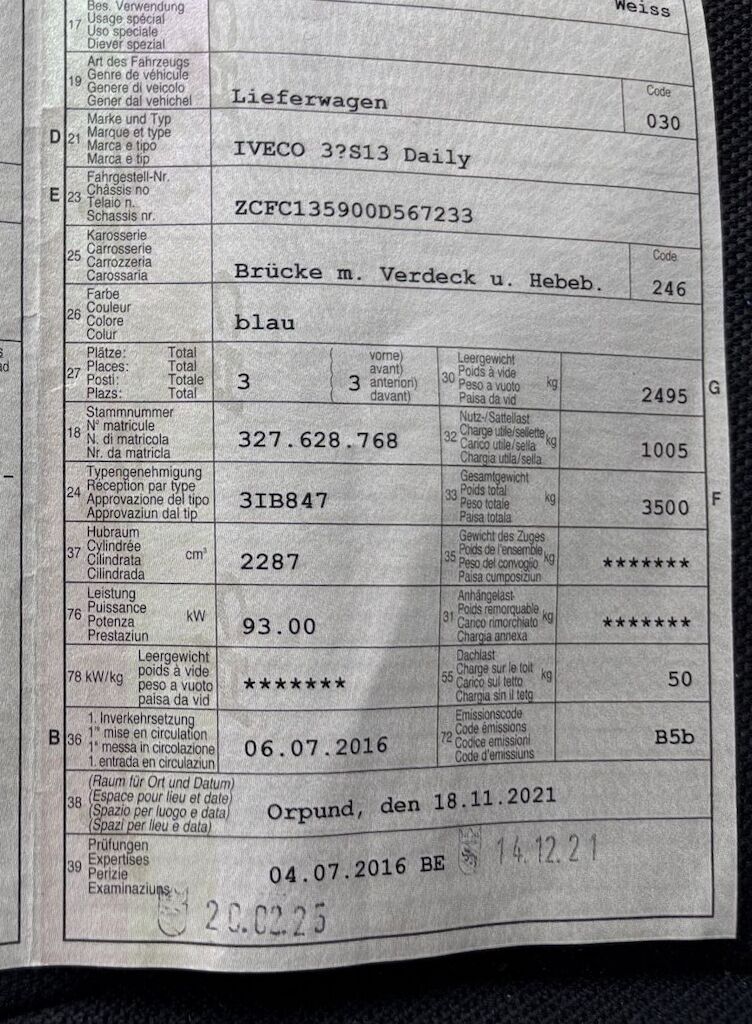 Weiss
17 Bes. Verwendung
Usage spécial
Uso speciale
Diever spezial
19 Art des Fahrzeugs
Genre de véhicule
Genere di veicolo
Gener dal vehichel
Lieferwagen
Code
030
D 21 Marke und Typ
Marque et type
Marca e tipo
Marca e tip
IVECO 3?S13 Daily
E 23 Fahrgestell-Nr.
Châssis no
Telaio n.
Schassis nr.
ZCFC135900D567233
25 Karosserie
Carrosserie
Carrozzeria
Carossaria
Brücke m. Verdeck u. Hebeb.
Code
246
26 Farbe
Couleur
Colore
Colur
blau
27 Plätze: Total
Places: Total
Posti: Totale
Plazs: Total
3
3
vorne)
avant)
anteriori)
davant)
30 Leergewicht
Poids à vide
Peso a vuoto
Paisa da vid
kg
2495
G
18 Stammnummer
N° matricule
N. di matricola
Nr. da matricla
327.628.768
32 Nutz-/Sattellast
Charge utile/sellette
Carico utile/sella
Chargia utila/sella
kg
1005
24 Typengenehmigung
Réception par type
Approvazione del tipo
Approvaziun dal tip
3IB847
33 Gesamtgewicht
Poids total
Peso totale
Paisa totala
kg
3500
F
37 Hubraum
Cylindrée
Cilindrata
Cilindrada
cm³
2287
35 Gewicht des Zuges
Poids de l'ensemble
Peso del convoglio
Paisa cumposiziun
kg
*******
76 Leistung
Puissance
Potenza
Prestaziun
kW
93.00
31 Anhängelast
Poids remorquable
Carico rimorchiato
Chargia annexa
kg
*******
78 kW/kg
Leergewicht
poids à vide
peso a vuoto
paisa da vid
*******
55 Dachlast
Charge sur le toit
Carico sul tetto
Chargia sin il tetg
kg
50
B 36 1. Inverkehrsetzung
1re mise en circulation
1a messa in circolazione
1. entrada en circulaziun
06.07.2016
72 Emissionscode
Code émissions
Codice emissioni
Code d'emissiuns
B5b
38 (Raum für Ort und Datum)
(Espace pour lieu et date)
(Spazio per luogo e data)
(Spazi per lieu e data)
Orpund, den 18.11.2021
39 Prüfungen
Expertises
Perizie
Examinaziuns
04.07.2016 BE
14.12.21
20.02.25